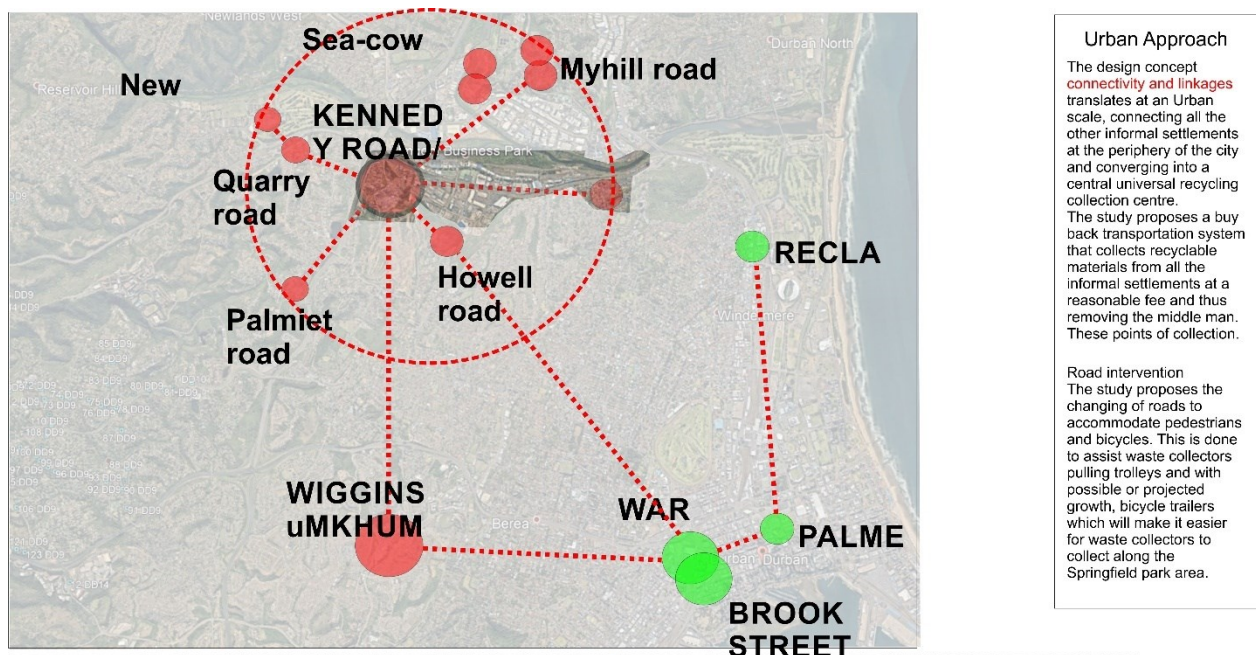 Newlands West
Sea-cow
Durban North
Myhill road
New
Reservoir Hill
KENNED
Y ROAD/
Business Park
Quarry
road
Howell
road
RECLA
Windermere
Palmiet
road
WIGGINS
uMKHUM
WAR
Berea
PALME
Durban
BROOK
STREET
Urban Approach
The design concept
connectivity and linkages
translates at an Urban
scale, connecting all the
other informal settlements
at the periphery of the city
and converging into a
central universal recycling
collection centre.
The study proposes a buy
back transportation system
that collects recyclable
materials from all the
informal settlements at a
reasonable fee and thus
removing the middle man.
These points of collection.
Road intervention
The study proposes the
changing of roads to
accommodate pedestrians
and bicycles. This is done
to assist waste collectors
pulling trolleys and with
possible or projected
growth, bicycle trailers
which will make it easier
for waste collectors to
collect along the
Springfield park area.